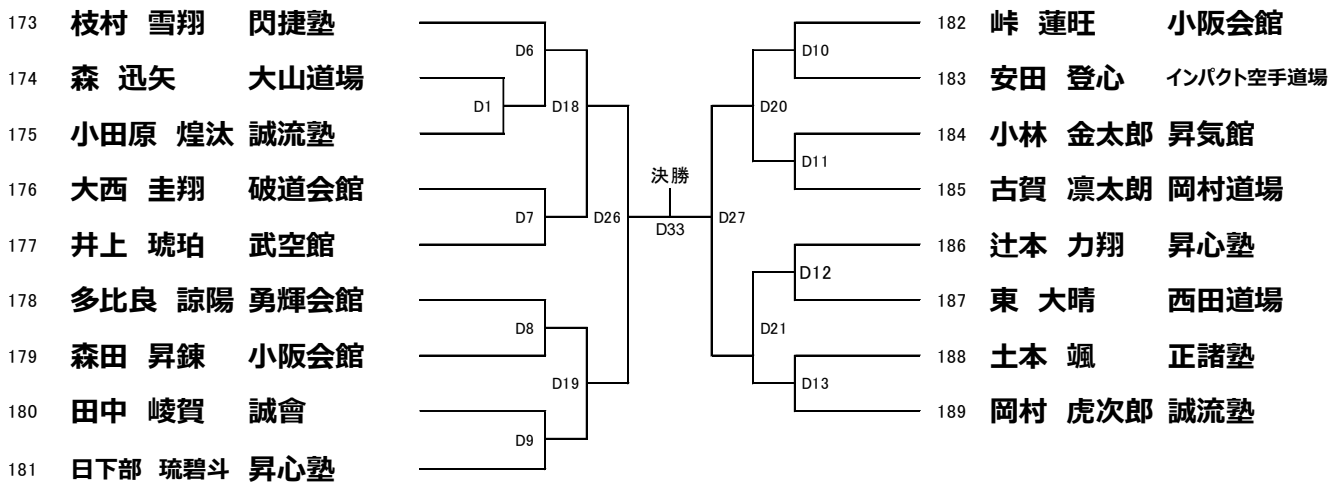 173 枝村 雪翔 閃捷塾
174 森 迅矢 大山道場
175 小田原 煌汰 誠流塾
176 大西 圭翔 破道会館
177 井上 琥珀 武空館
178 多比良 諒陽 勇輝会館
179 森田 昇錬 小阪会館
180 田中 崚賀 誠會
181 日下部 琉碧斗 昇心塾
D6
D1
D18
D7
D26
D8
D19
D9
決勝
D33
D10
D20
D11
D27
D12
D21
D13
182 峠 蓮旺 小阪会館
183 安田 登心 インパクト空手道場
184 小林 金太郎 昇気館
185 古賀 凛太朗 岡村道場
186 辻本 力翔 昇心塾
187 東 大晴 西田道場
188 土本 颯 正諸塾
189 岡村 虎次郎 誠流塾